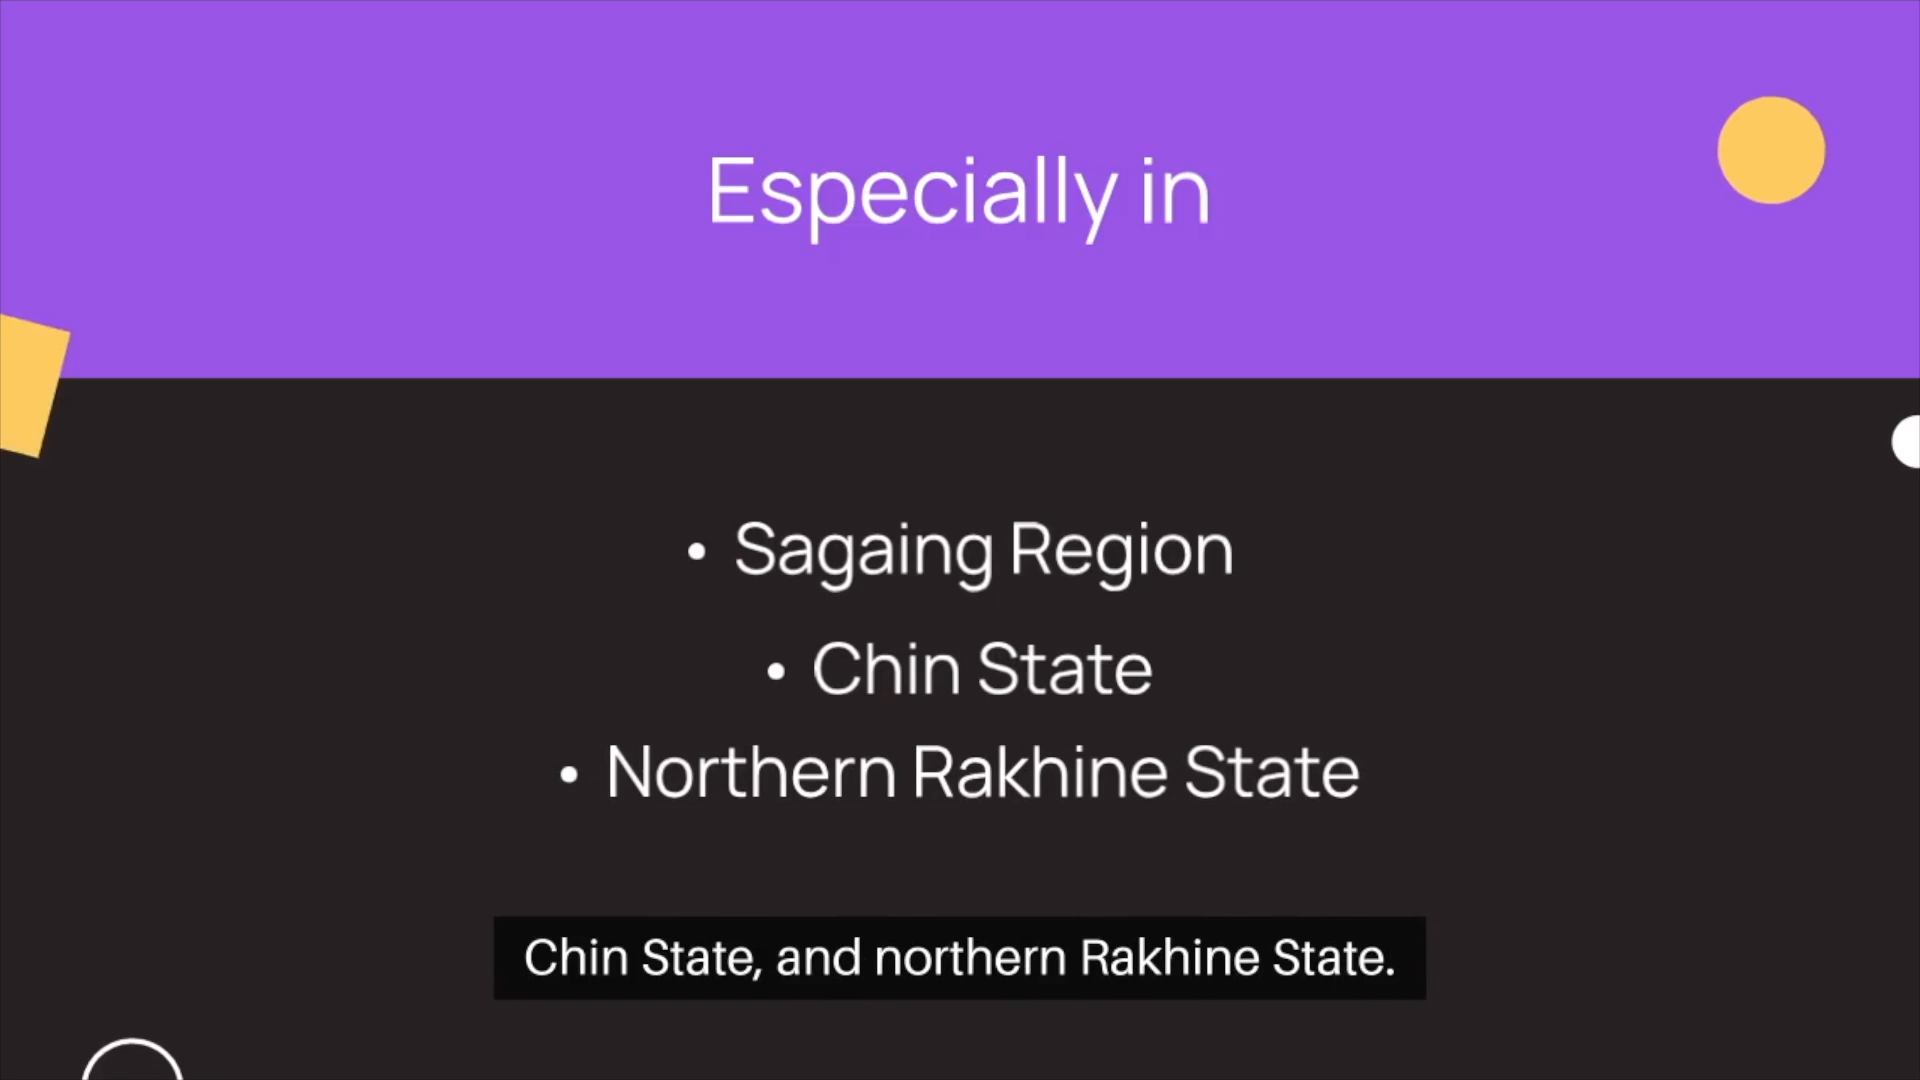 Especially in
• Sagaing Region
• Chin State
• Northern Rakhine State
Chin State, and northern Rakhine State.